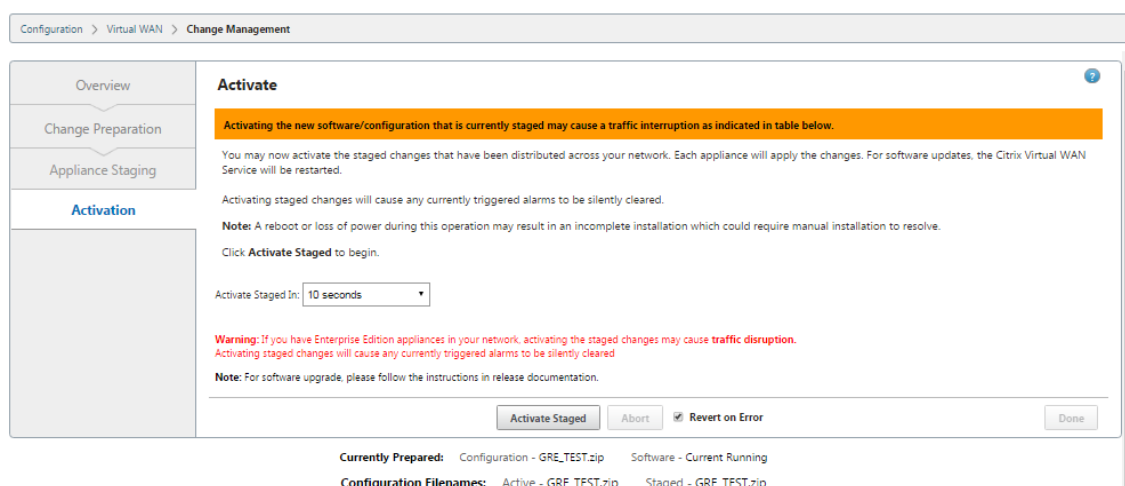 Configuration > Virtual WAN > Change Management
Overview
Change Preparation
Appliance Staging
Activation
Activate
?
Activating the new software/configuration that is currently staged may cause a traffic interruption as indicated in table below.
You may now activate the staged changes that have been distributed across your network. Each appliance will apply the changes. For software updates, the Citrix Virtual WAN
Service will be restarted.
Activating staged changes will cause any currently triggered alarms to be silently cleared.
Note: A reboot or loss of power during this operation may result in an incomplete installation which could require manual installation to resolve.
Click Activate Staged to begin.
Activate Staged In: 10 seconds
Warning: If you have Enterprise Edition appliances in your network, activating the staged changes may cause traffic disruption.
Activating staged changes will cause any currently triggered alarms to be silently cleared
Note: For software upgrade, please follow the instructions in release documentation.
Activate Staged Abort Revert on Error Done
Currently Prepared: Configuration - GRE_TEST.zip Software - Current Running
Configuration Filenames: Active - GRE_TEST.zip Staged - GRE_TEST.zip